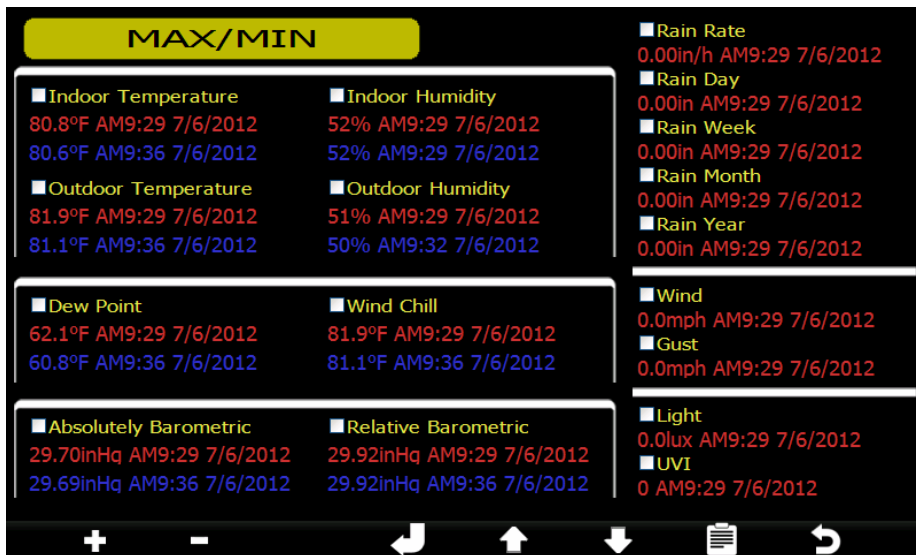 MAX/MIN
Indoor Temperature
80.8°F AM9:29 7/6/2012
80.6°F AM9:36 7/6/2012
Indoor Humidity
52% AM9:29 7/6/2012
52% AM9:29 7/6/2012
Outdoor Temperature
81.9°F AM9:29 7/6/2012
81.1°F AM9:36 7/6/2012
Outdoor Humidity
51% AM9:29 7/6/2012
50% AM9:32 7/6/2012
Dew Point
62.1°F AM9:29 7/6/2012
60.8°F AM9:36 7/6/2012
Wind Chill
81.9°F AM9:29 7/6/2012
81.1°F AM9:36 7/6/2012
Absolutely Barometric
29.70inHg AM9:29 7/6/2012
29.69inHg AM9:36 7/6/2012
Relative Barometric
29.92inHg AM9:29 7/6/2012
29.92inHg AM9:36 7/6/2012
Rain Rate
0.00in/h AM9:29 7/6/2012
Rain Day
0.00in AM9:29 7/6/2012
Rain Week
0.00in AM9:29 7/6/2012
Rain Month
0.00in AM9:29 7/6/2012
Rain Year
0.00in AM9:29 7/6/2012
Wind
0.0mph AM9:29 7/6/2012
Gust
0.0mph AM9:29 7/6/2012
Light
0.0lux AM9:29 7/6/2012
UVI
0 AM9:29 7/6/2012